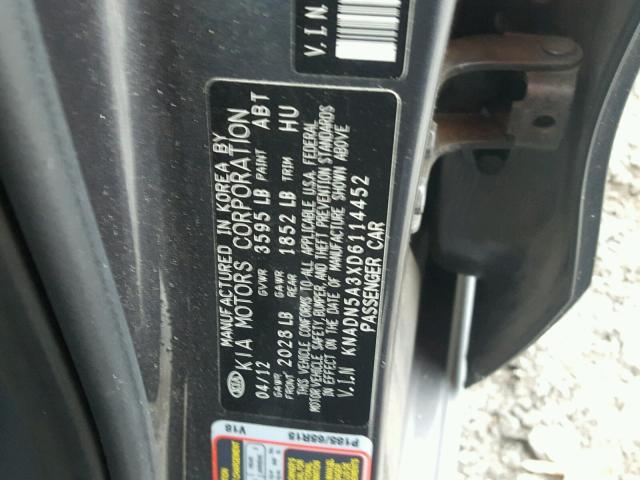 V.I.N
KIA
MANUFACTURED IN KOREA BY
KIA MOTORS CORPORATION
04/12 GVWR 3595 LB PAINT ABT
GAWR FRONT 2028 LB GAWR REAR 1852 LB TRIM HU
THIS VEHICLE CONFORMS TO ALL APPLICABLE U.S.A. FEDERAL
MOTOR VEHICLE SAFETY, BUMPER, AND THEFT PREVENTION STANDARDS
IN EFFECT ON THE DATE OF MANUFACTURE SHOWN ABOVE
V.I.N KNADN5A3XD6114452
PASSENGER CAR
P185/65R15
V18